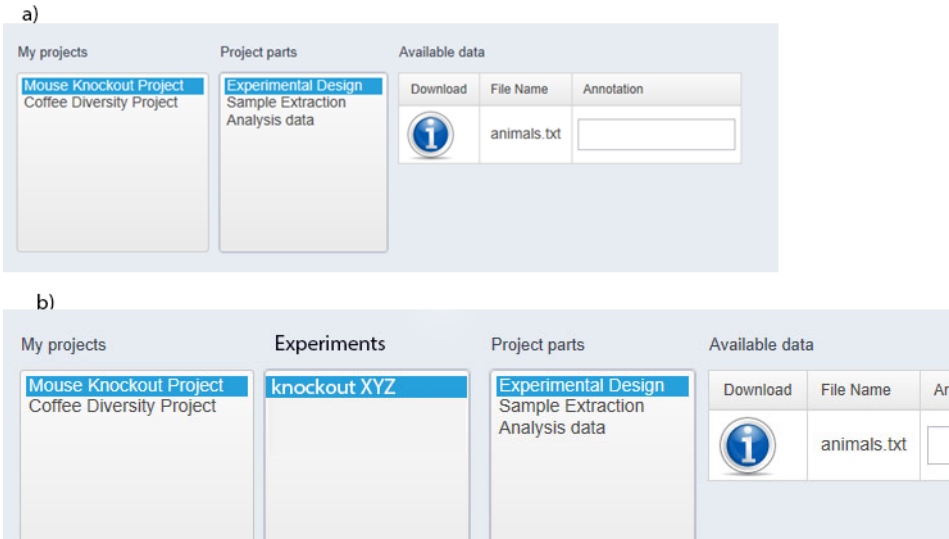 a)
My projects
Project parts
Available data
Mouse Knockout Project
Coffee Diversity Project
Experimental Design
Sample Extraction
Analysis data
Download File Name Annotation
animals.txt
b)
My projects
Experiments
Project parts
Available data
Mouse Knockout Project
Coffee Diversity Project
knockout XYZ
Experimental Design
Sample Extraction
Analysis data
Download File Name An
animals.txt